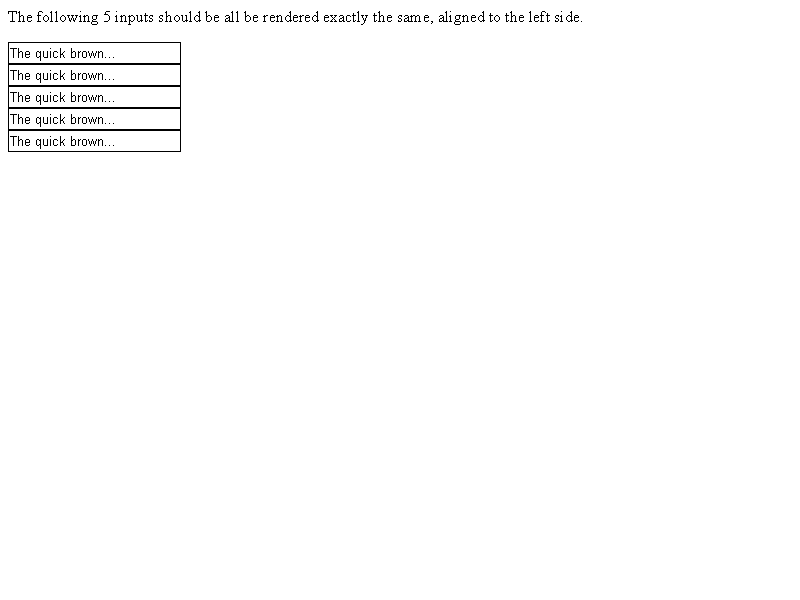 The following 5 inputs should be all be rendered exactly the same, aligned to the left side.
The quick brown...
The quick brown...
The quick brown...
The quick brown...
The quick brown...